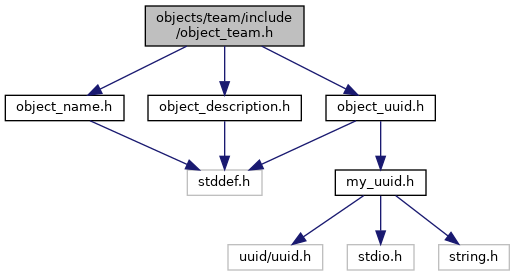 objects/team/include
/object_team.h
object_name.h
object_description.h
object_uuid.h
stddef.h
my_uuid.h
uuid/uuid.h
stdio.h
string.h